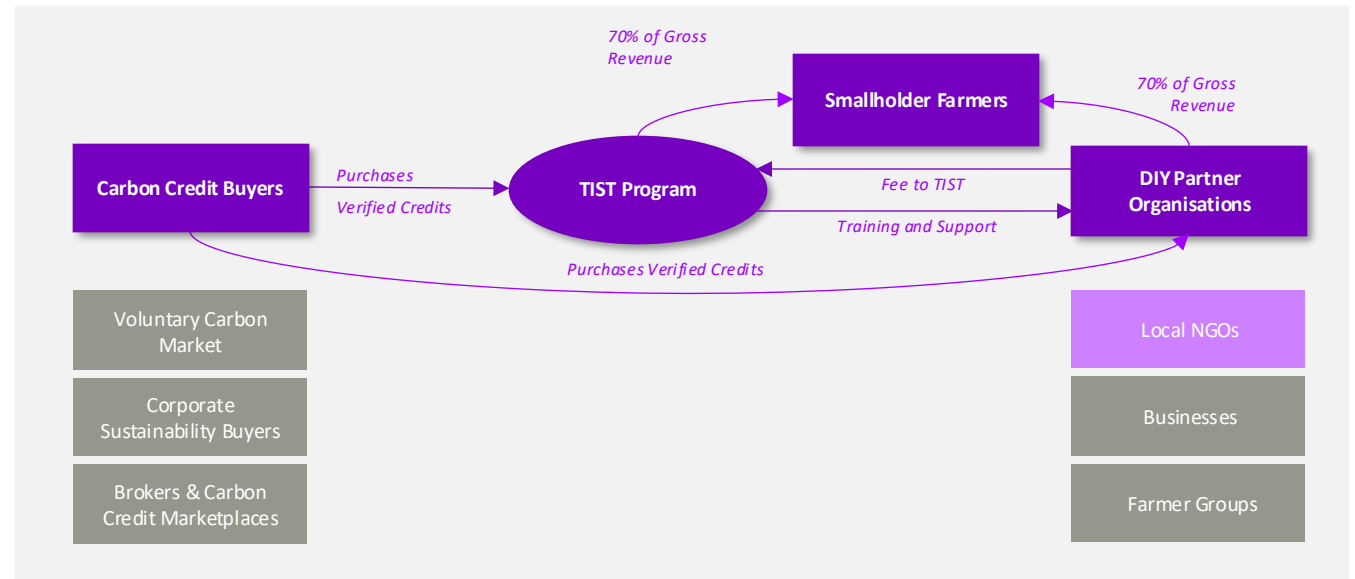 70% of Gross
Revenue
Smallholder Farmers
70% of Gross
Revenue
Carbon Credit Buyers
Purchases
Verified Credits
TIST Program
Fee to TIST
Training and Support
DIY Partner
Organisations
Purchases Verified Credits
Voluntary Carbon
Market
Corporate
Sustainability Buyers
Brokers & Carbon
Credit Marketplaces
Local NGOs
Businesses
Farmer Groups